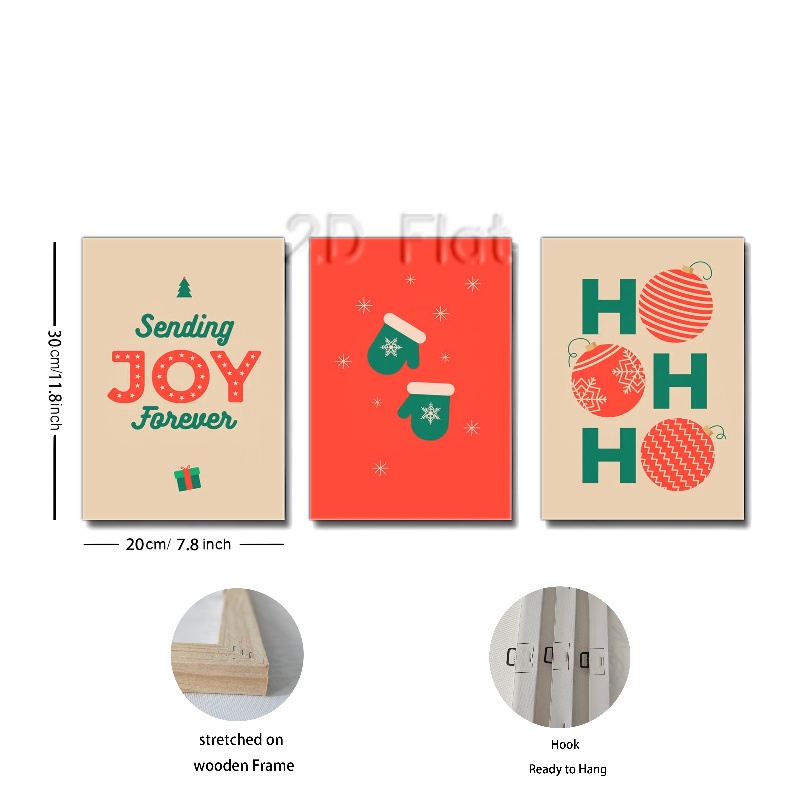 2D Flat
Sending
JOY
Forever
HO
HO
HO
30cm/11.8inch
20cm/ 7.8 inch
stretched on
wooden Frame
Hook
Ready to Hang